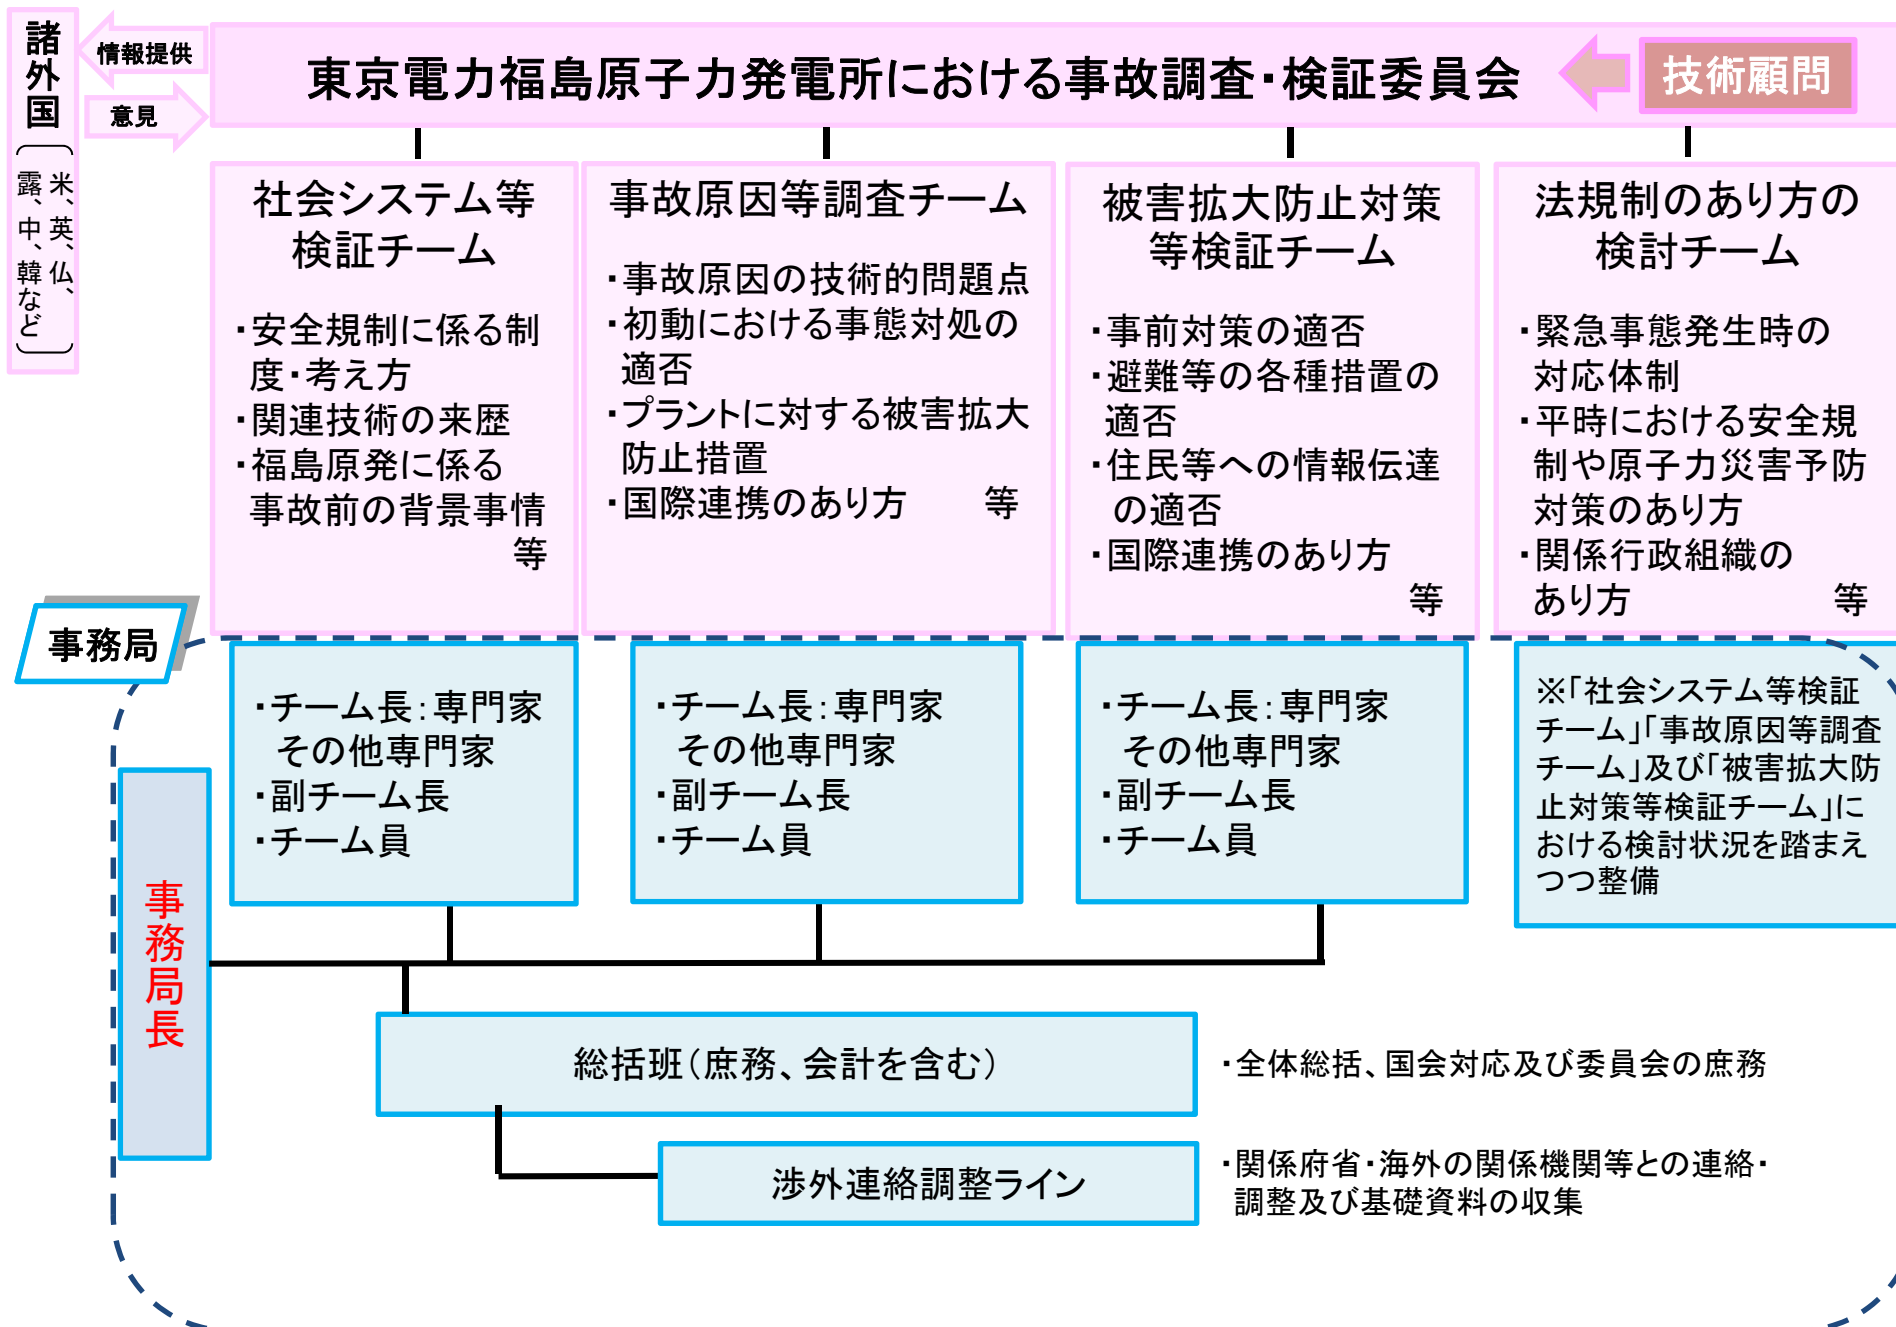 諸外国
米、英、仏、
露、中、韓など
情報提供
意見
東京電力福島原子力発電所における事故調査・検証委員会
技術顧問
社会システム等
検証チーム
・安全規制に係る制
度・考え方
・関連技術の来歴
・福島原発に係る
事故前の背景事情
等
事故原因等調査チーム
・事故原因の技術的問題点
・初動における事態対処の
適否
・プラントに対する被害拡大
防止措置
・国際連携のあり方 等
被害拡大防止対策
等検証チーム
・事前対策の適否
・避難等の各種措置の
適否
・住民等への情報伝達
の適否
・国際連携のあり方
等
法規制のあり方の
検討チーム
・緊急事態発生時の
対応体制
・平時における安全規
制や原子力災害予防
対策のあり方
・関係行政組織の
あり方 等
事務局
・チーム長：専門家
その他専門家
・副チーム長
・チーム員
・チーム長：専門家
その他専門家
・副チーム長
・チーム員
・チーム長：専門家
その他専門家
・副チーム長
・チーム員
※「社会システム等検証
チーム」「事故原因等調査
チーム」及び「被害拡大防
止対策等検証チーム」に
おける検討状況を踏まえ
つつ整備
事務局長
総括班（庶務、会計を含む）
・全体総括、国会対応及び委員会の庶務
渉外連絡調整ライン
・関係府省・海外の関係機関等との連絡・
調整及び基礎資料の収集